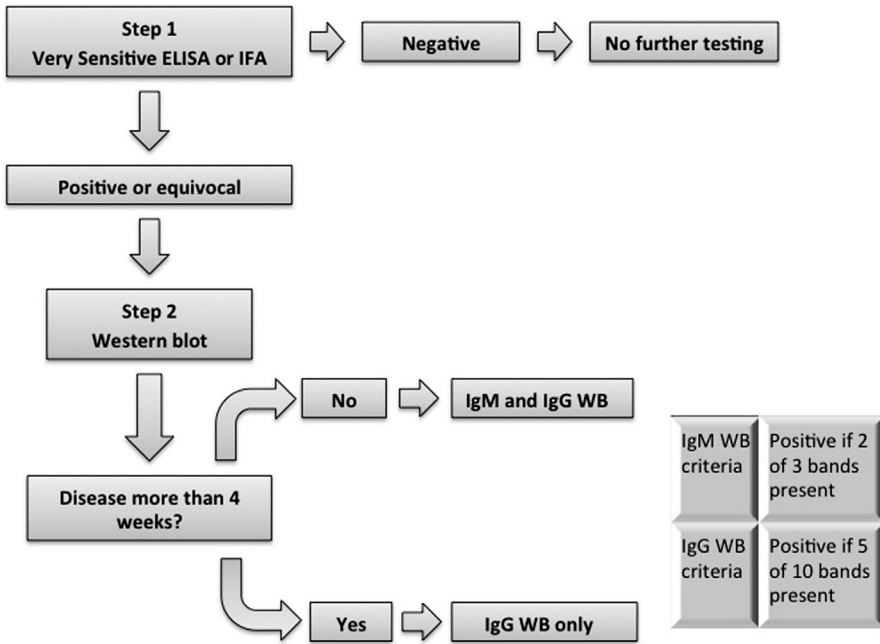 Step 1
Very Sensitive ELISA or IFA
Negative
No further testing
Positive or equivocal
Step 2
Western blot
No
IgM and IgG WB
Disease more than 4
weeks?
Yes
IgG WB only
IgM WB
criteria
Positive if 2
of 3 bands
present
IgG WB
criteria
Positive if 5
of 10 bands
present